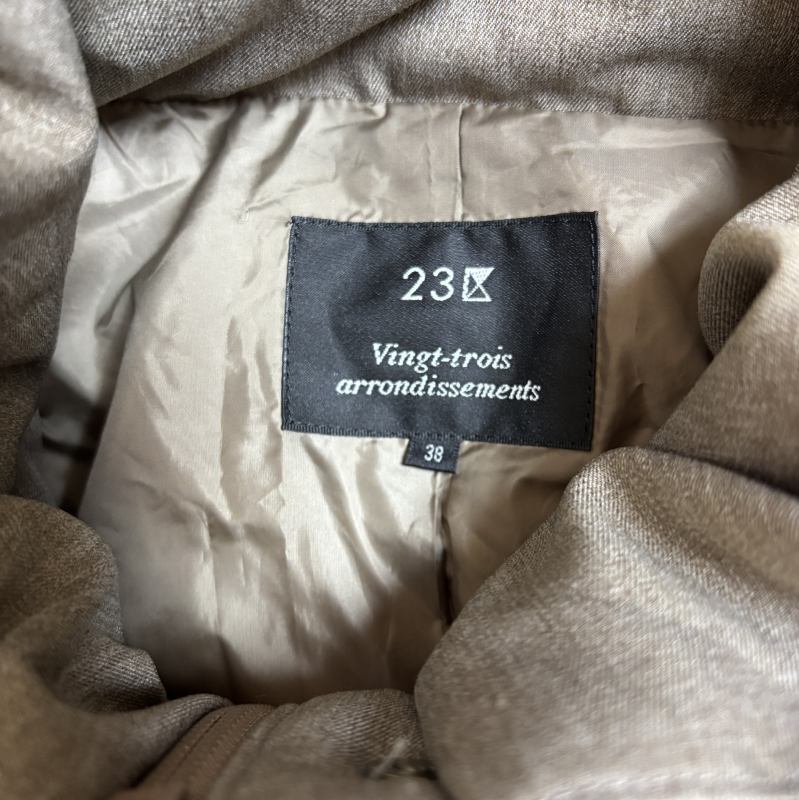 23区
Vingt-trois
arrondissements
38